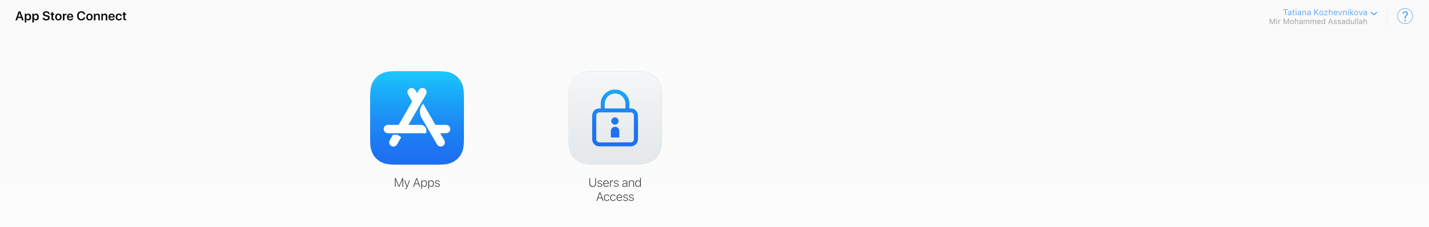 App Store Connect
Tatiana Kozhevnikova
Mir Mohammed Assadullah
?
My Apps
Users and
Access